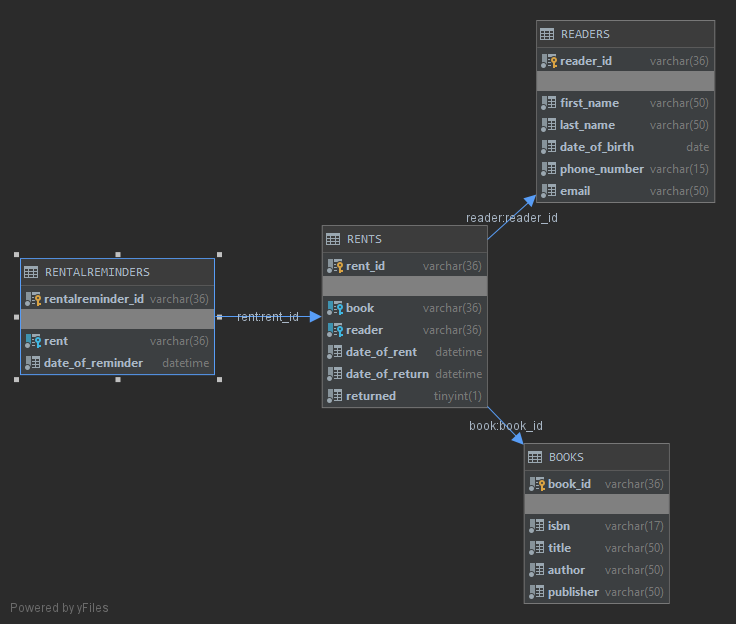 READERS
reader_id varchar(36)
first_name varchar(50)
last_name varchar(50)
date_of_birth date
phone_number varchar(15)
email varchar(50)
reader:reader_id
RENTS
rent_id varchar(36)
book varchar(36)
reader varchar(36)
date_of_rent datetime
date_of_return datetime
returned tinyint(1)
RENTALREMINDERS
rentalreminder_id varchar(36)
rent varchar(36)
date_of_reminder datetime
rent:rent_id
book:book_id
BOOKS
book_id varchar(36)
isbn varchar(17)
title varchar(50)
author varchar(50)
publisher varchar(50)
Powered by yFiles